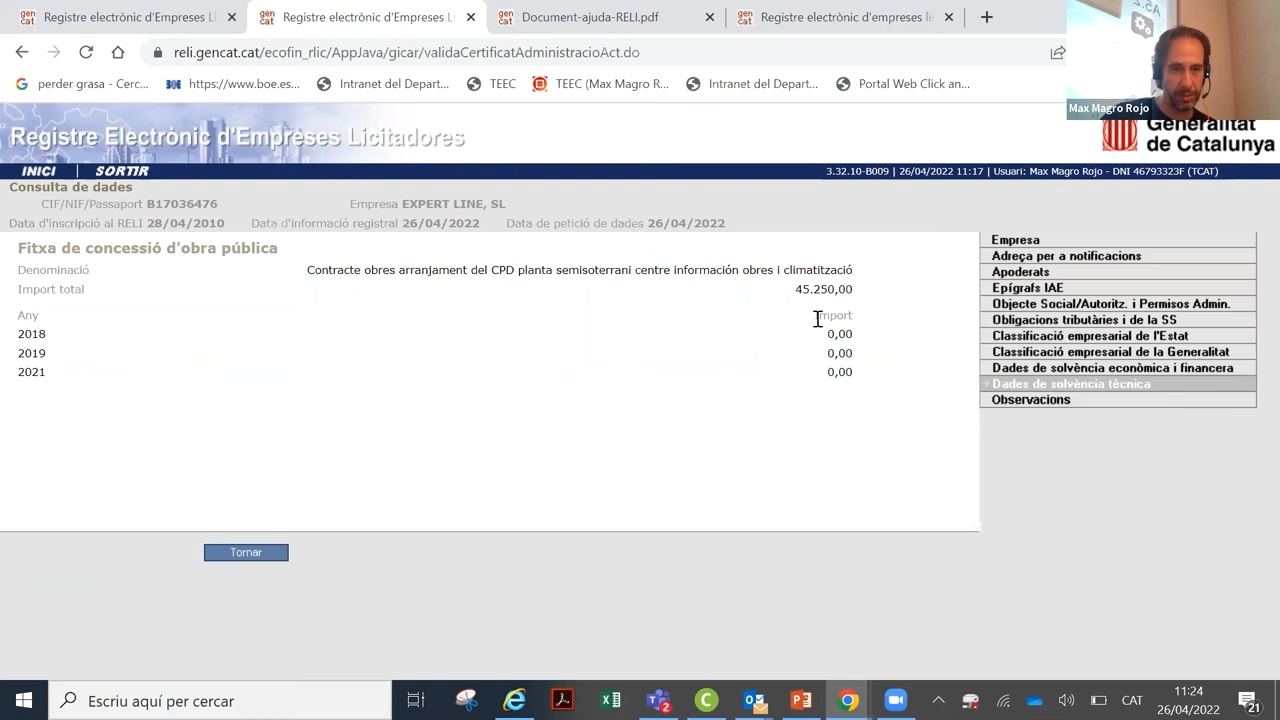 Registre electrònic d'Empreses Li
Registre electrònic d'Empreses Li
Document-ajuda-RELI.pdf
Registre electrònic d'empreses li
reli.gencat.cat/ecofin_rlic/AppJava/gicar/validaCertificatAdministracioAct.do
perder grasa - Cerc...
https://www.boe.es...
Intranet del Depart...
TEEC
TEEC (Max Magro R...
Intranet del Depart...
Portal Web Click an...
Max Magro Rojo
Registre Electrònic d'Empreses Licitadores
Generalitat
de Catalunya
INICI | SORTIR
3.32.10-B009 | 26/04/2022 11:17 | Usuari: Max Magro Rojo - DNI 46793323F (TCAT)
Consulta de dades
CIF/NIF/Passaport B17036476 Empresa EXPERT LINE, SL
Data d'inscripció al RELI 28/04/2010 Data d'informació registral 26/04/2022 Data de petició de dades 26/04/2022
Fitxa de concessió d'obra pública
Denominació Contracte obres arranjament del CPD planta semisoterrani centre información obres i climatització
Import total 45.250,00
Any Import
2018 0,00
2019 0,00
2021 0,00
Tornar
Empresa
Adreça per a notificacions
Apoderats
Epígrafs IAE
Objecte Social/Autoritz. i Permisos Admin.
Obligacions tributàries i de la SS
Classificació empresarial de l'Estat
Classificació empresarial de la Generalitat
Dades de solvència econòmica i financera
Dades de solvència tècnica
Observacions
Escriu aquí per cercar
CAT
11:24
26/04/2022
21